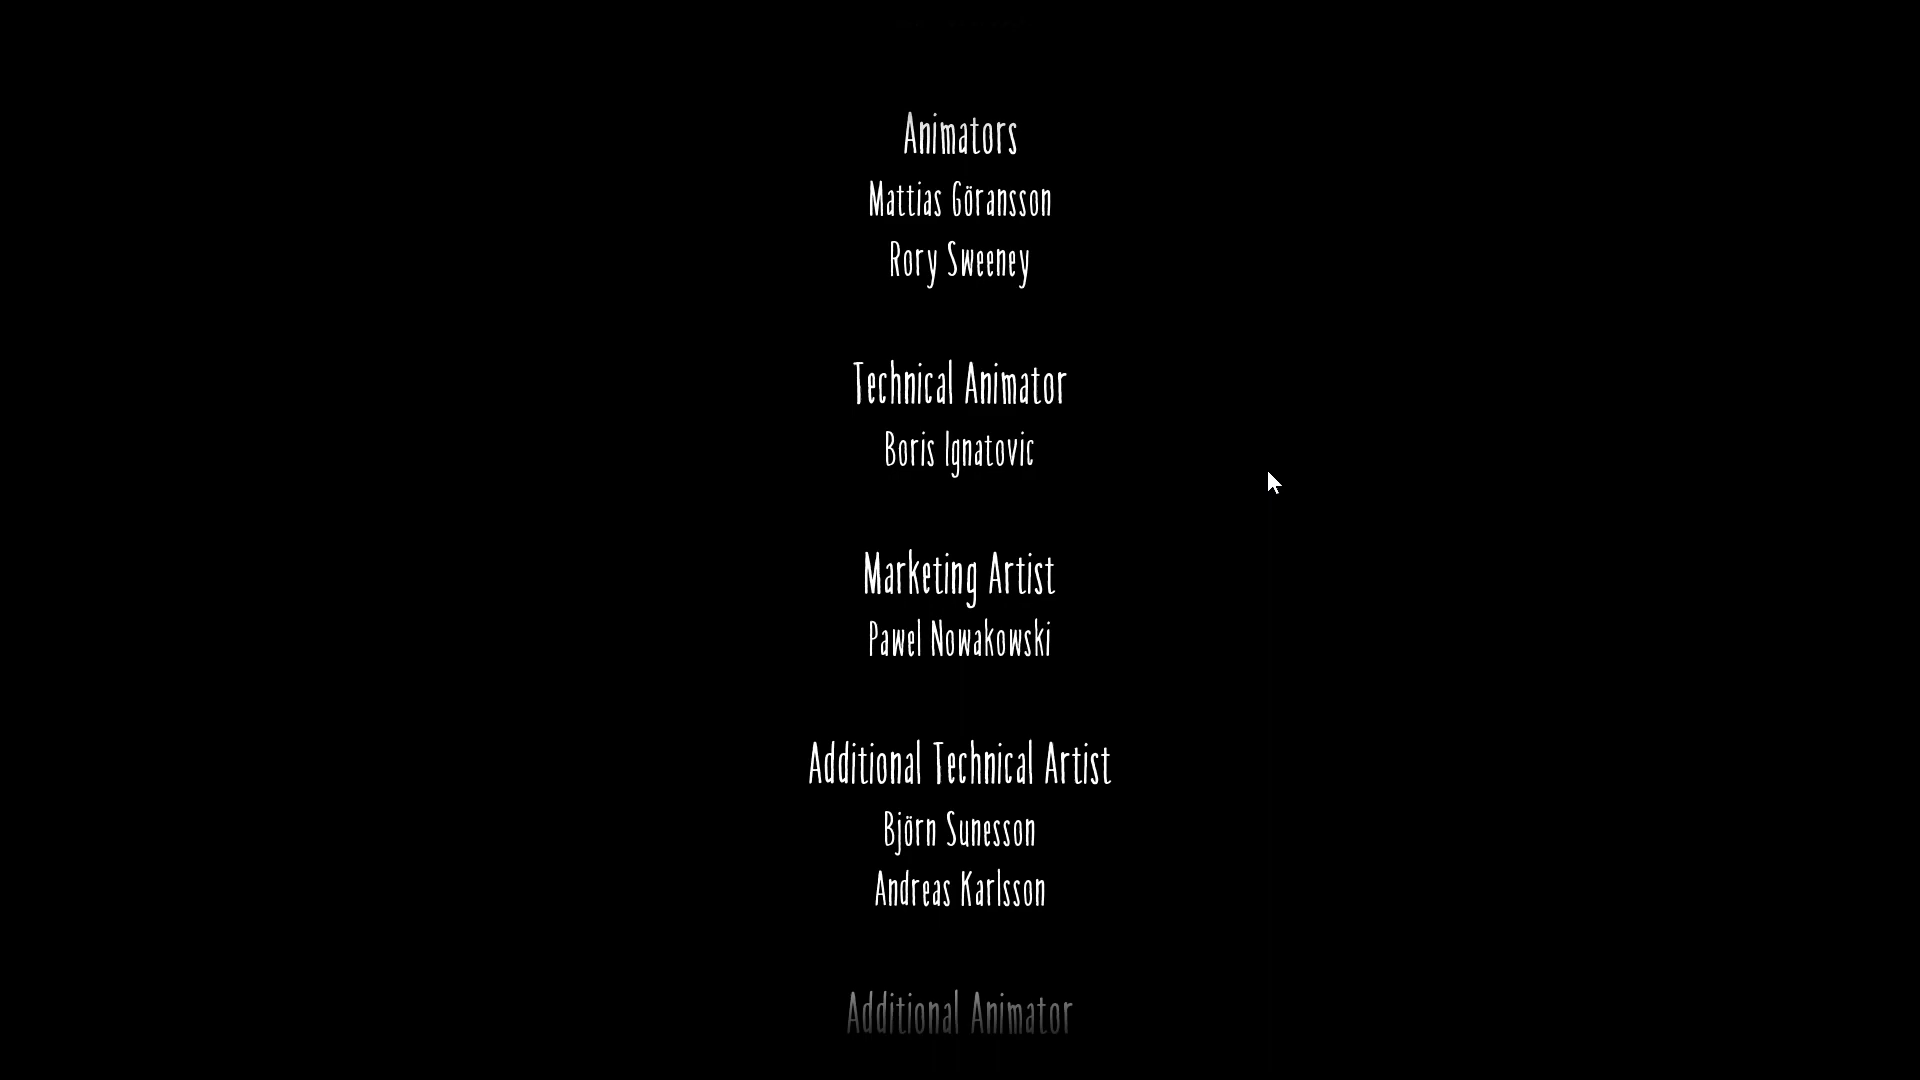 Animators
Mattias Göransson
Rory Sweeney
Technical Animator
Boris Ignatovic
Marketing Artist
Pawel Nowakowski
Additional Technical Artist
Björn Sunesson
Andreas Karlsson
Additional Animator